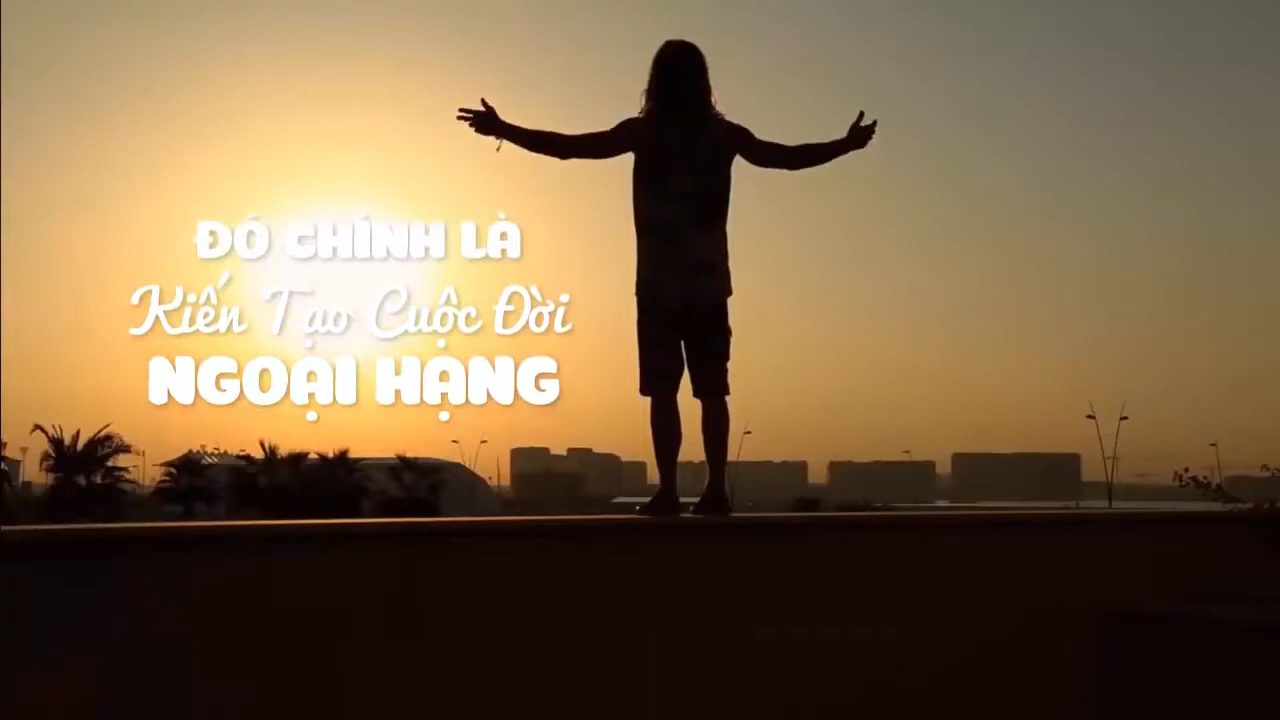 ĐÓ CHÍNH LÀ
Kiến Tạo Cuộc Đời
NGOẠI HẠNG